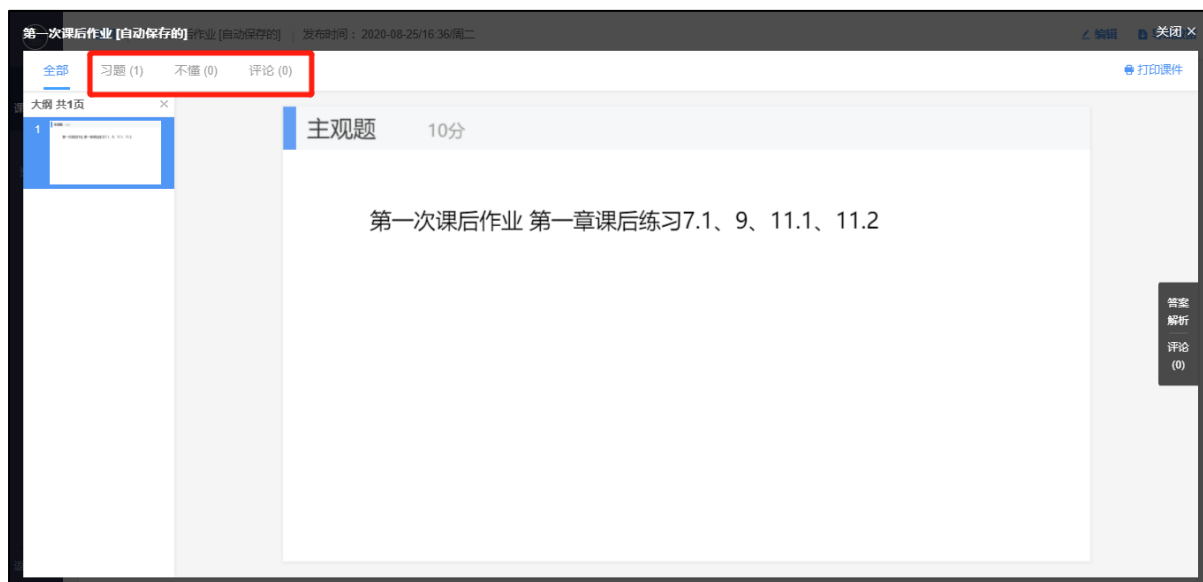 第一次课后作业 [自动保存的]
后作业 [自动保存的] 发布时间：2020-08-25/16:36/周二
编辑
关闭 ×
全部 习题 (1) 不懂 (0) 评论 (0)
打印课件
大纲 共1页 ×
1
主观题 10分
第一次课后作业 第一章课后练习7.1、9、11.1、11.2
答案
解析
评论
(0)